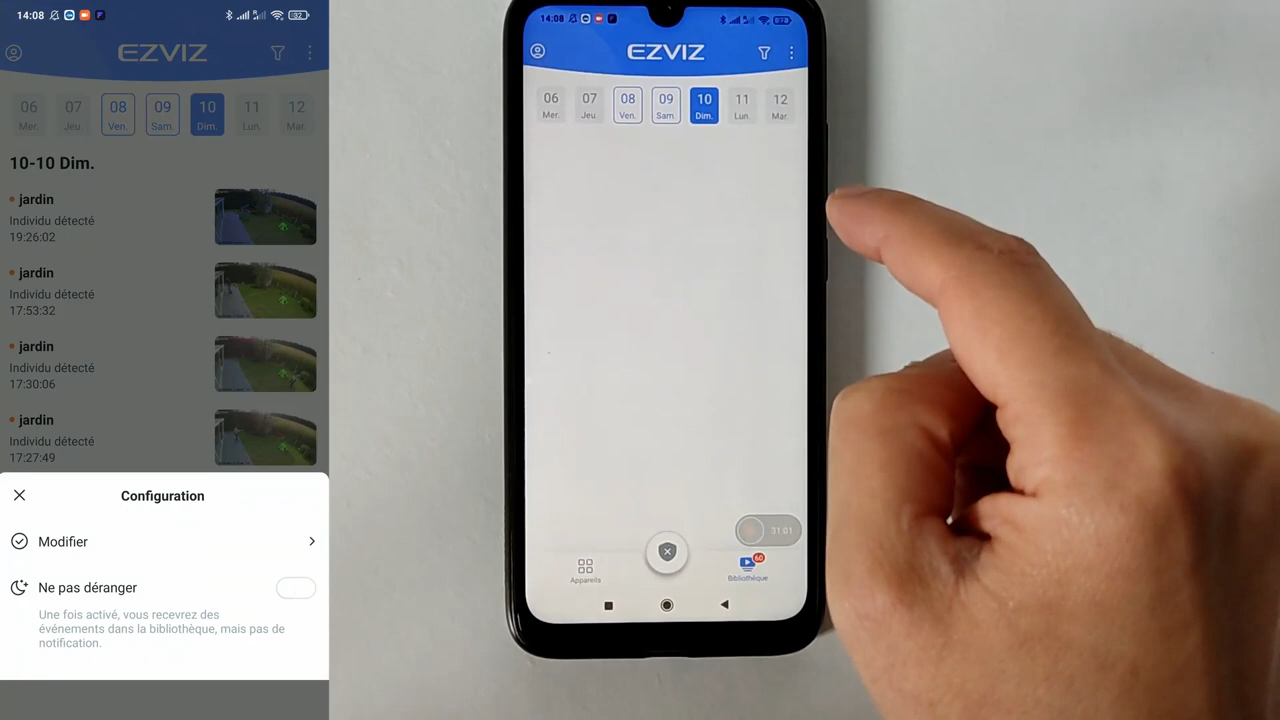 14:08
32
EZVIZ
06 07 08 09 10 11 12
Mer. Jeu. Ven. Sam. Dim. Lun. Mar.
10-10 Dim.
jardin
Individu détecté
19:26:02
jardin
Individu détecté
17:53:32
jardin
Individu détecté
17:30:06
jardin
Individu détecté
17:27:49
Configuration
Modifier
Ne pas déranger
Une fois activé, vous recevrez des
événements dans la bibliothèque, mais pas de
notification.
14:08
EZVIZ
06 07 08 09 10 11 12
Mer. Jeu. Ven. Sam. Dim. Lun. Mar.
31:01
60
Appareils
Bibliothèque